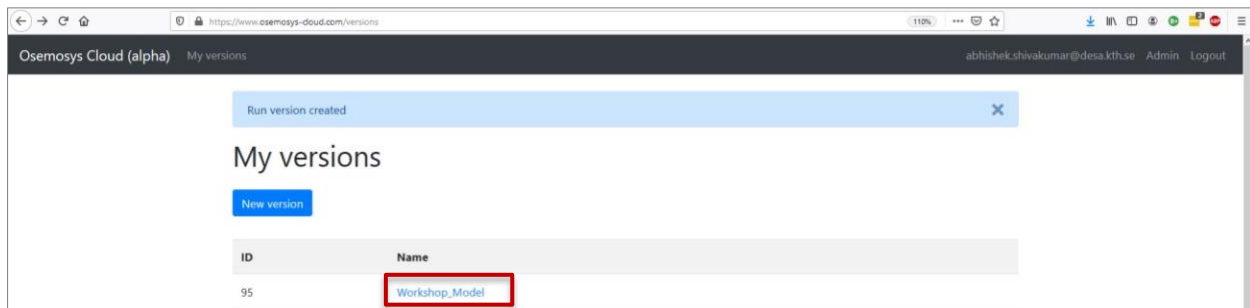 https://www.osemosys-cloud.com/versions 110%
Osemosys Cloud (alpha) My versions abhishek.shivakumar@desa.kth.se Admin Logout
Run version created
My versions
New version
ID Name
95 Workshop_Model